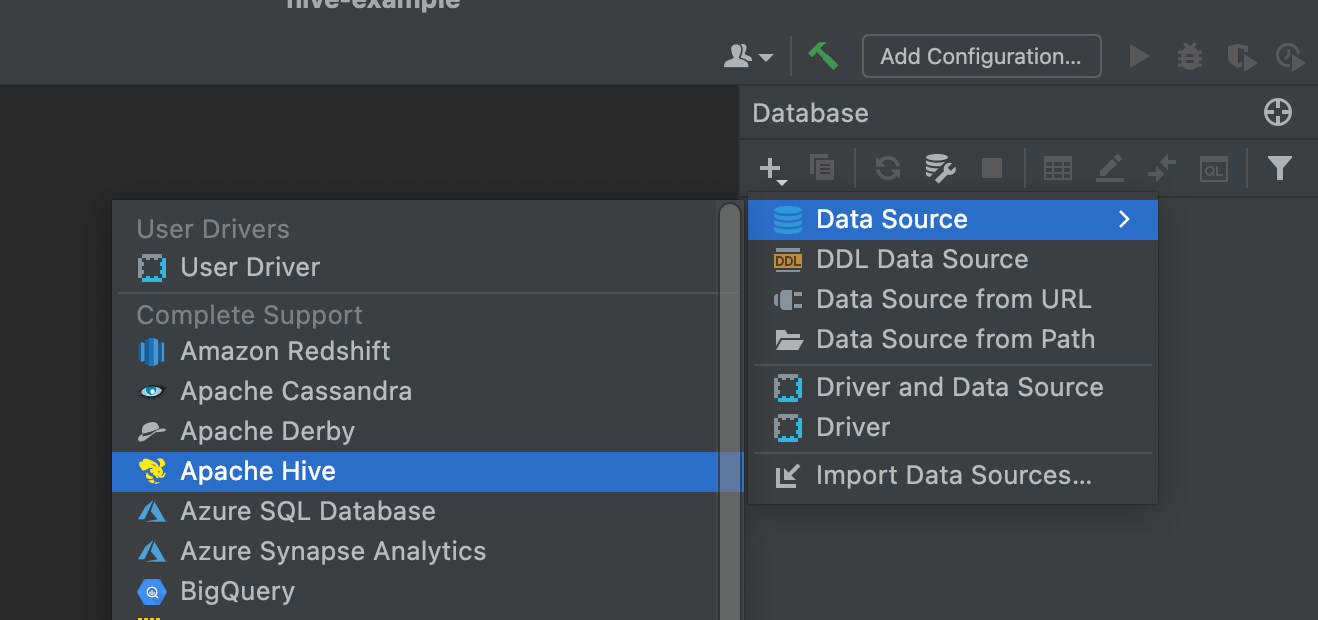 hive-example
Add Configuration...
Database
QL
User Drivers
User Driver
Complete Support
Amazon Redshift
Apache Cassandra
Apache Derby
Apache Hive
Azure SQL Database
Azure Synapse Analytics
BigQuery
Data Source
DDL DDL Data Source
Data Source from URL
Data Source from Path
Driver and Data Source
Driver
Import Data Sources...